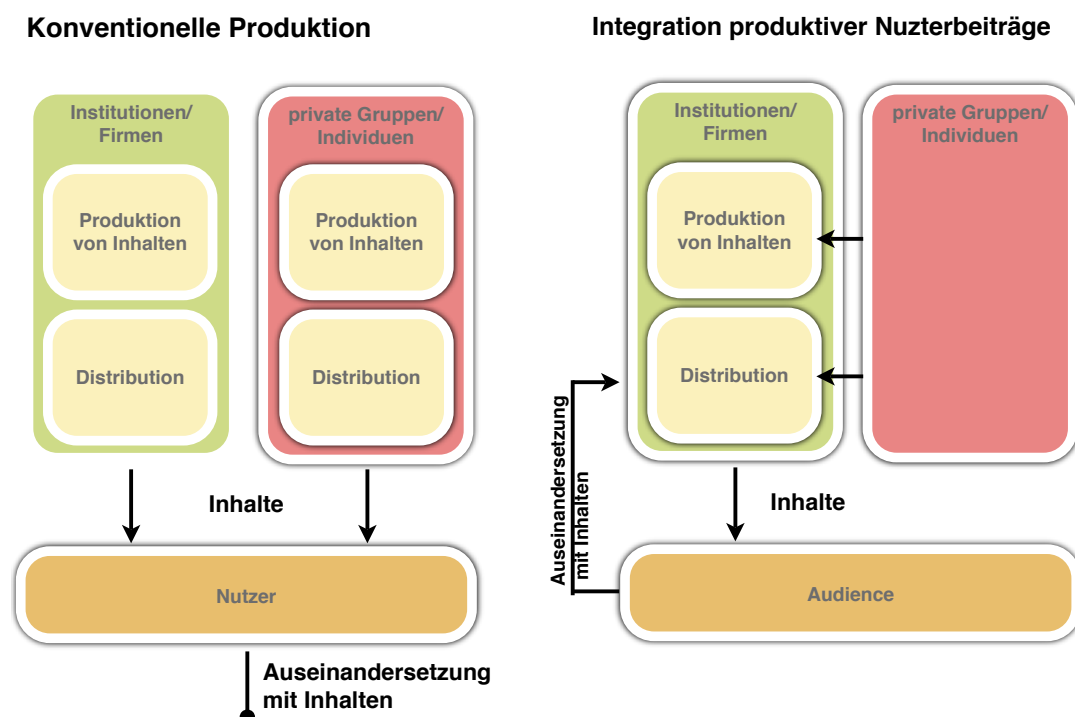 Konventionelle Produktion
Institutionen/
Firmen
Produktion
von Inhalten
Distribution
private Gruppen/
Individuen
Produktion
von Inhalten
Distribution
Inhalte
Nutzer
Auseinandersetzung
mit Inhalten
Integration produktiver Nuzterbeiträge
Institutionen/
Firmen
Produktion
von Inhalten
Distribution
private Gruppen/
Individuen
Auseinandersetzung
mit Inhalten
Inhalte
Audience